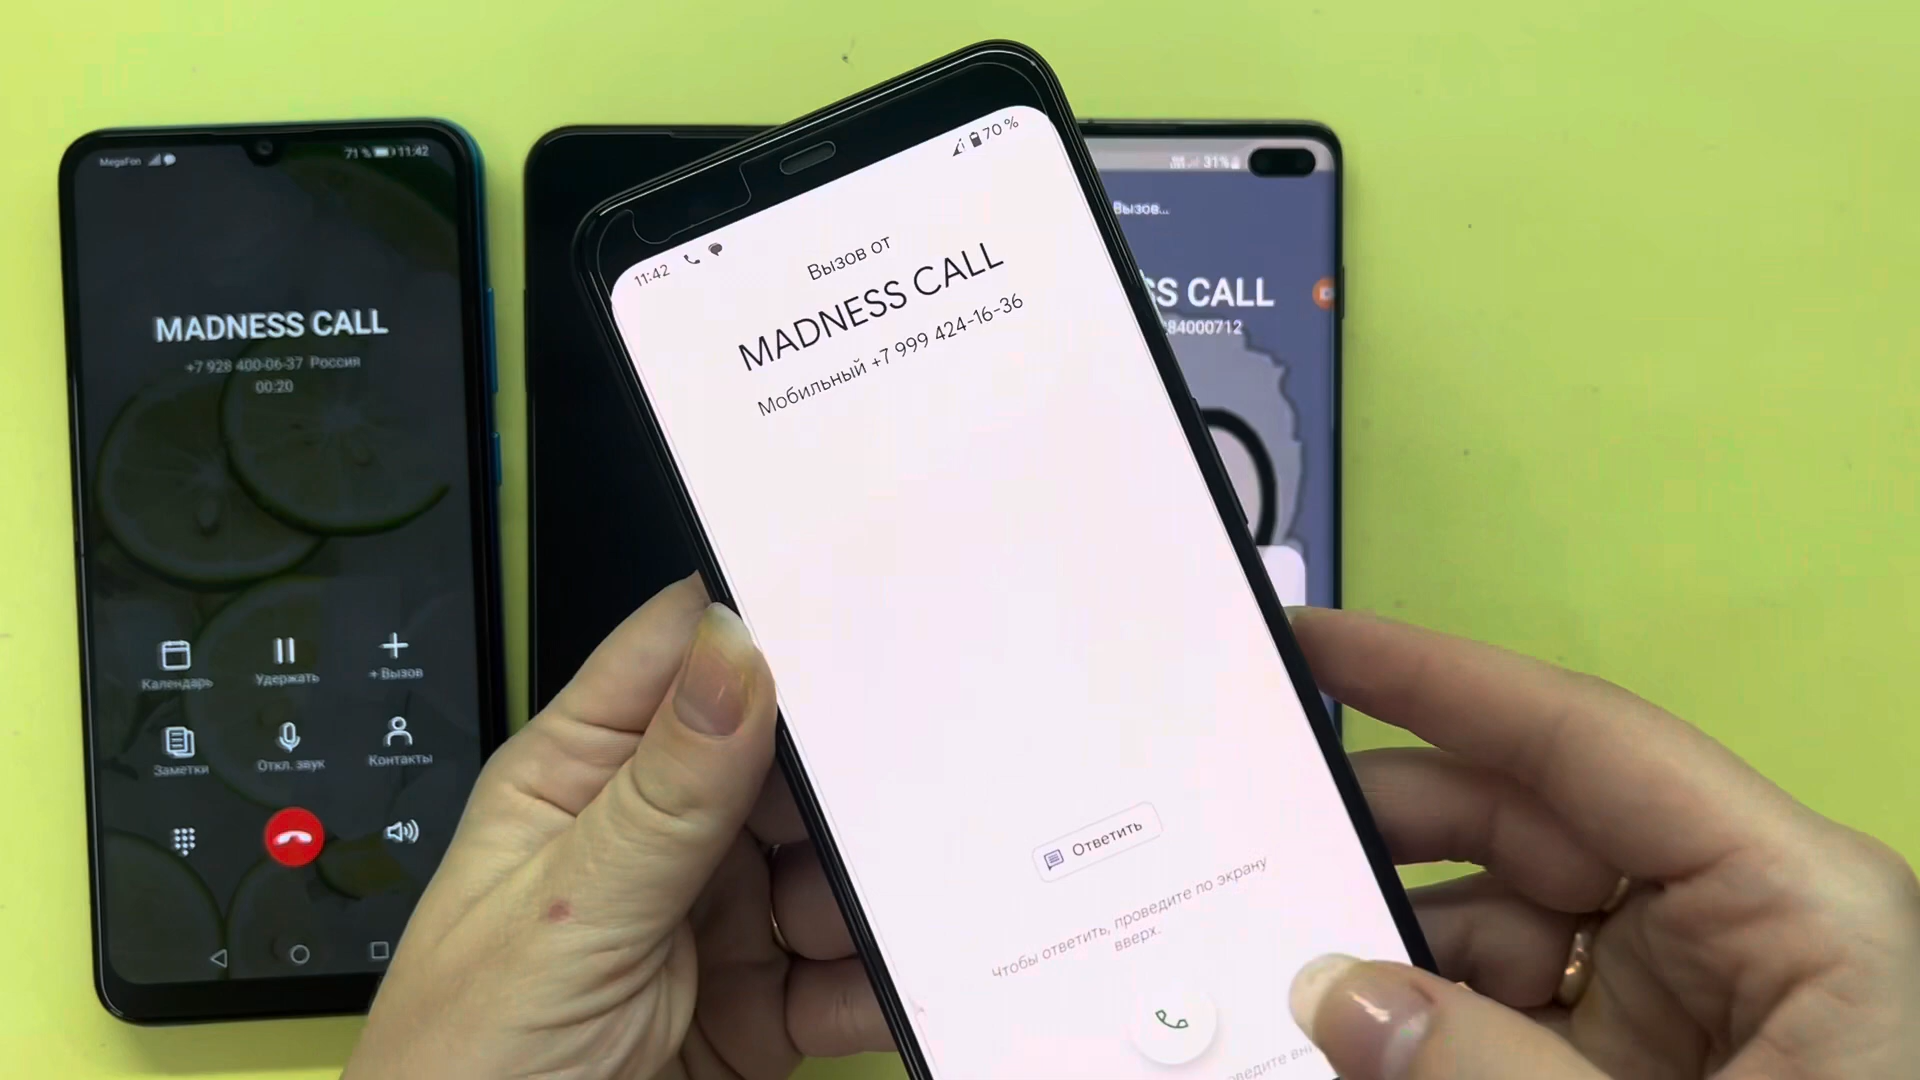 MegaFon
71 % 11:42
MADNESS CALL
+7 928 400-06-37 Россия
00:20
Календарь
Удержать
+ Вызов
Заметки
Откл. звук
Контакты
11:42
70 %
Вызов от
MADNESS CALL
Мобильный +7 999 424-16-36
Ответить
Чтобы ответить, проведите по экрану
вверх.
31%
Вызов...
SS CALL
84000712